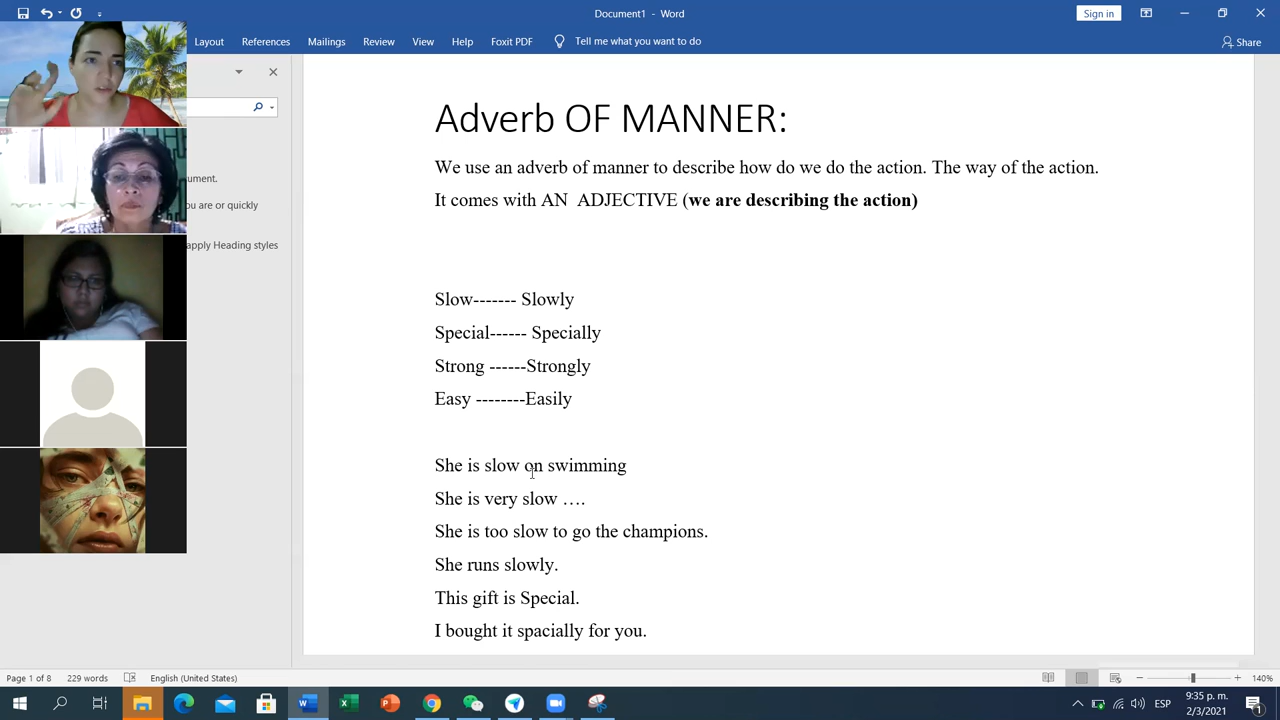 Document1 - Word
Sign in
Layout References Mailings Review View Help Foxit PDF Tell me what you want to do Share
ument.
ou are or quickly
apply Heading styles
Adverb OF MANNER:
We use an adverb of manner to describe how do we do the action. The way of the action.
It comes with AN ADJECTIVE (we are describing the action)
Slow------- Slowly
Special------ Specially
Strong ------Strongly
Easy --------Easily
She is slow on swimming
She is very slow ….
She is too slow to go the champions.
She runs slowly.
This gift is Special.
I bought it spacially for you.
Page 1 of 8 229 words English (United States) 140%
ESP
9:35 p. m.
2/3/2021
1